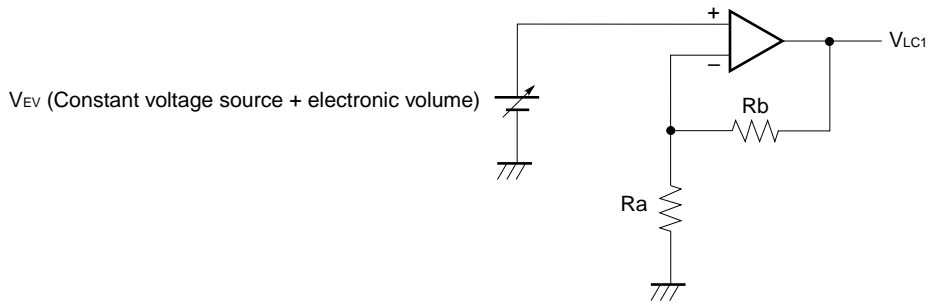 +
VLC1
−
VEV (Constant voltage source + electronic volume)
Rb
Ra